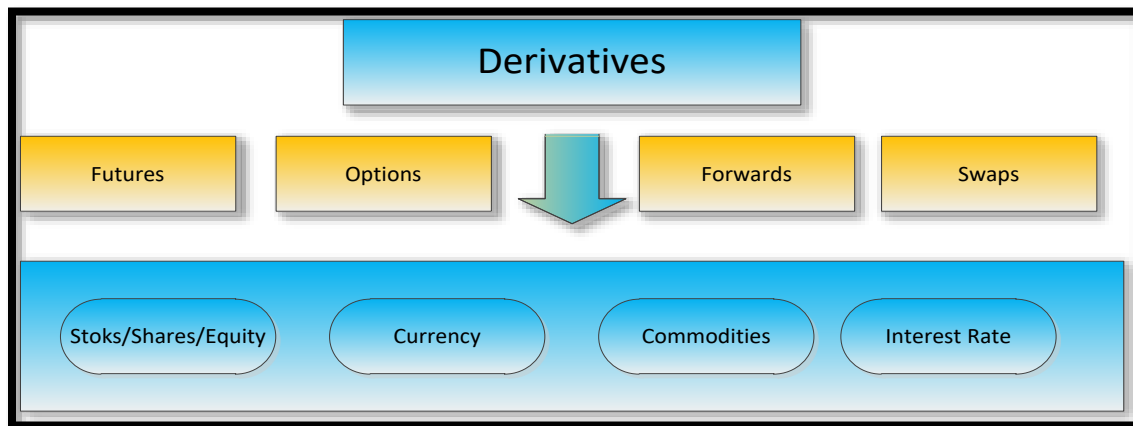 Derivatives
Futures
Options
Forwards
Swaps
Stoks/Shares/Equity
Currency
Commodities
Interest Rate